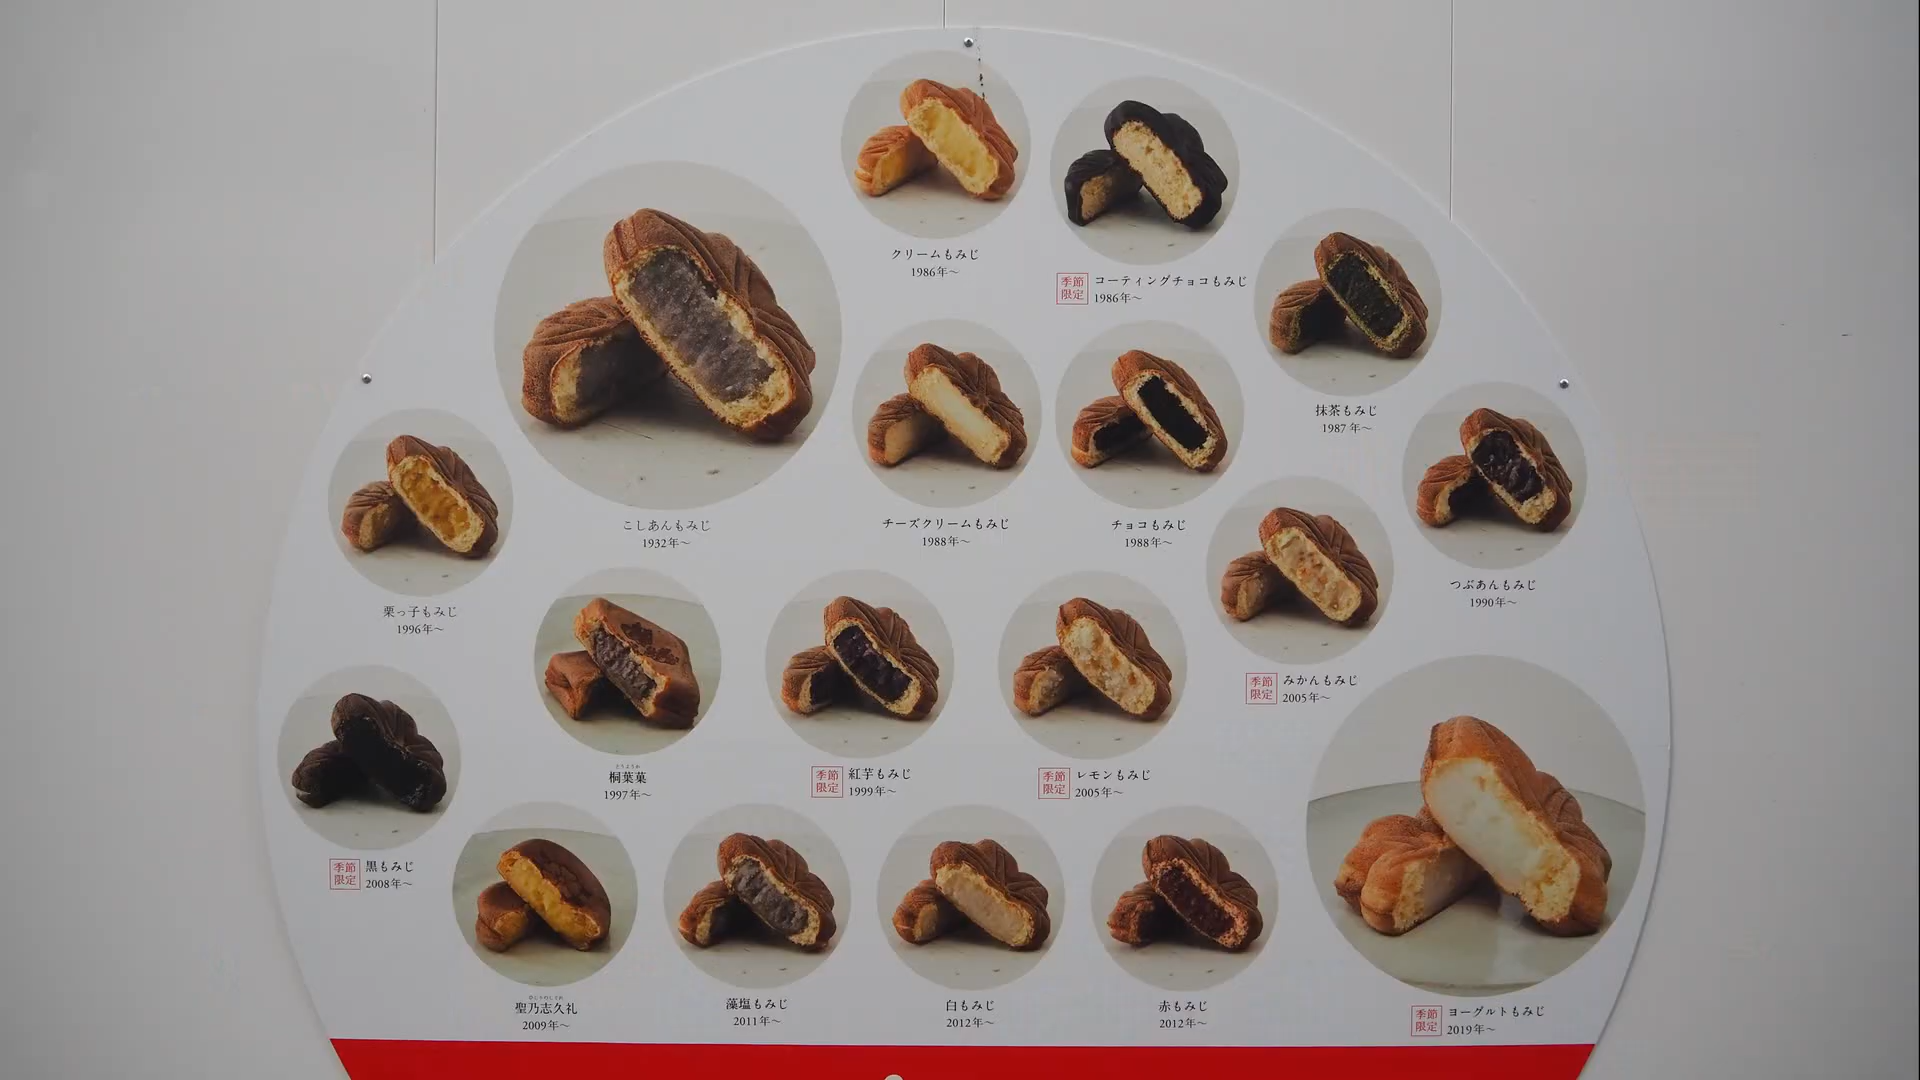 クリームもみじ
1986年～
季節
限定
コーティングチョコもみじ
1986年～
抹茶もみじ
1987年～
こしあんもみじ
1932年～
チーズクリームもみじ
1988年～
チョコもみじ
1988年～
つぶあんもみじ
1990年～
栗っ子もみじ
1996年～
季節
限定
みかんもみじ
2005年～
とうようか
桐葉菓
1997年～
季節
限定
紅芋もみじ
1999年～
季節
限定
レモンもみじ
2005年～
季節
限定
黒もみじ
2008年～
聖乃志久礼
2009年～
藻塩もみじ
2011年～
白もみじ
2012年～
赤もみじ
2012年～
季節
限定
ヨーグルトもみじ
2019年～